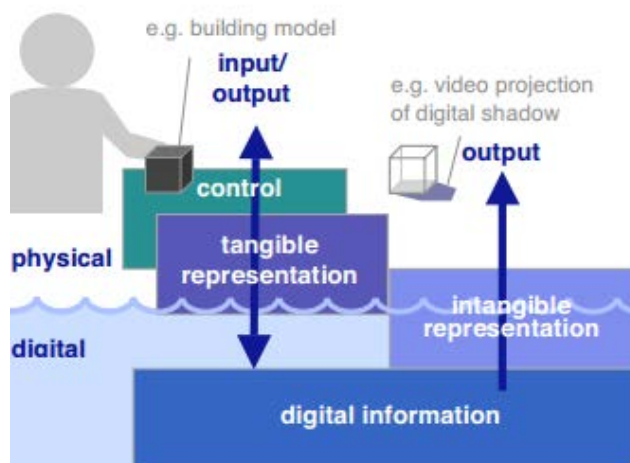 e.g. building model
input/
output
e.g. video projection
of digital shadow
output
control
tangible
representation
physical
intangible
representation
digital
digital information